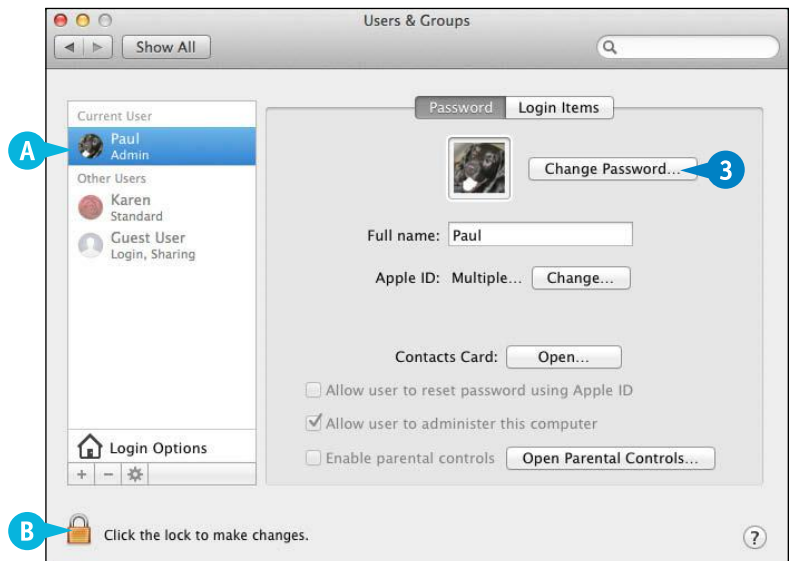 Users & Groups
Show All
Password Login Items
Current User
A
Paul
Admin
Change Password...
3
Other Users
Karen
Standard
Guest User
Login, Sharing
Full name: Paul
Apple ID: Multiple... Change...
Contacts Card: Open...
Allow user to reset password using Apple ID
Allow user to administer this computer
Enable parental controls Open Parental Controls...
Login Options
+ −
B
Click the lock to make changes.
?